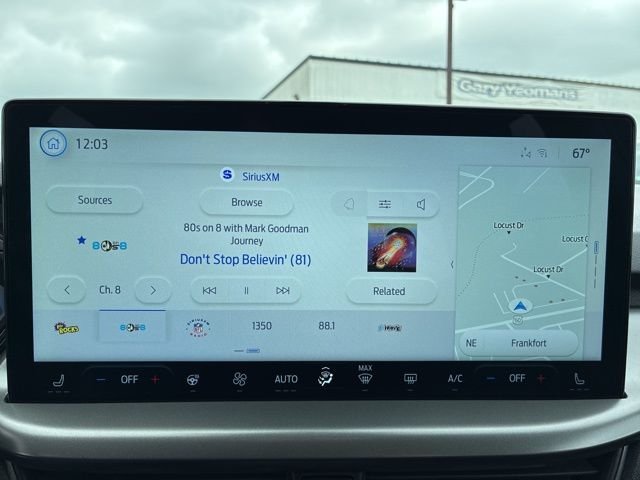 Gary Yeomans
12:03
67°
SiriusXM
Sources
Browse
80s on 8 with Mark Goodman
Journey
Don't Stop Believin' (81)
Ch. 8
Related
1350
88.1
Locust Dr
Locust
Locust Dr
NE
Frankfort
OFF
AUTO
MAX
A/C
OFF